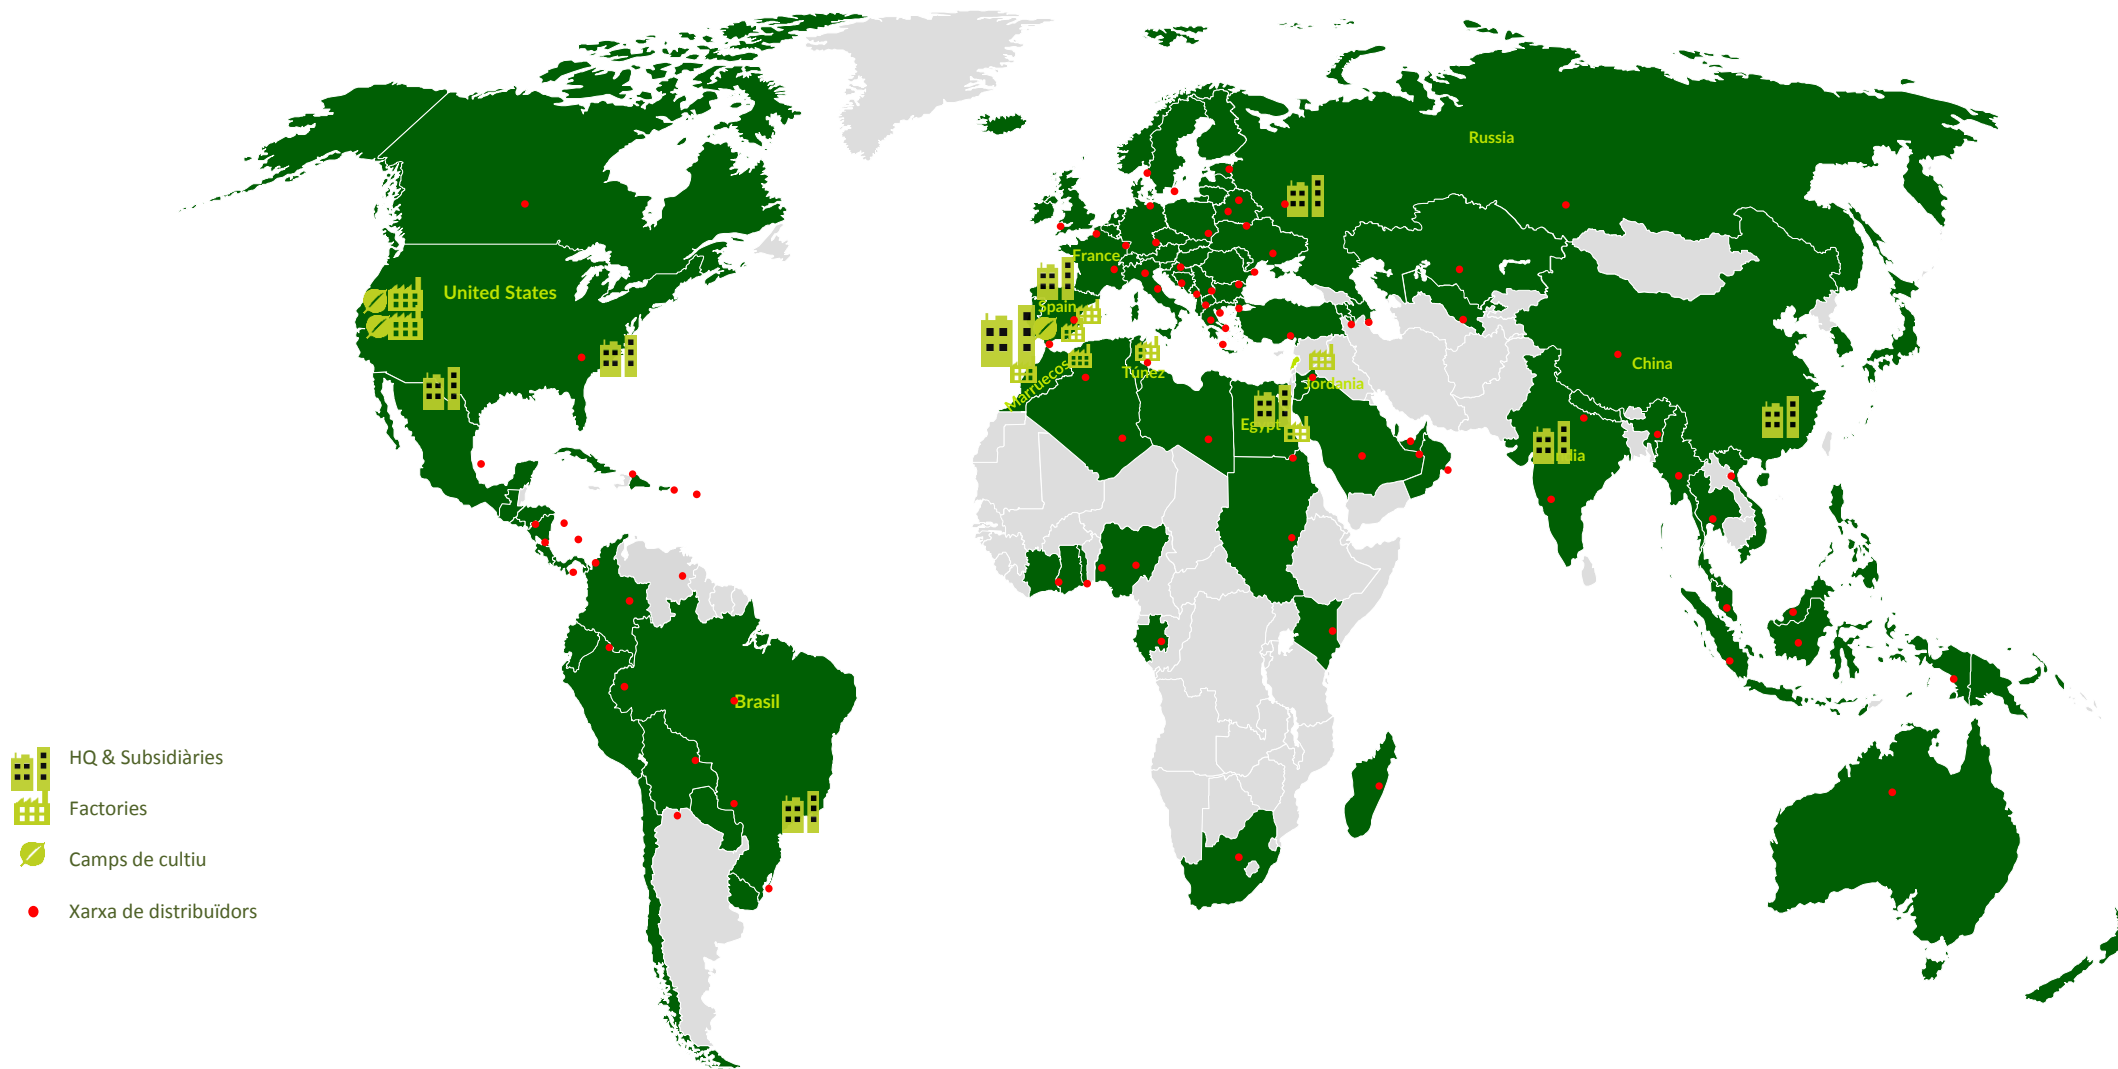 Russia
France
United States
Spain
China
Marruecos
Túnez
Jordania
Egypt
India
Brasil
HQ & Subsidiàries
Factories
Camps de cultiu
Xarxa de distribuïdors